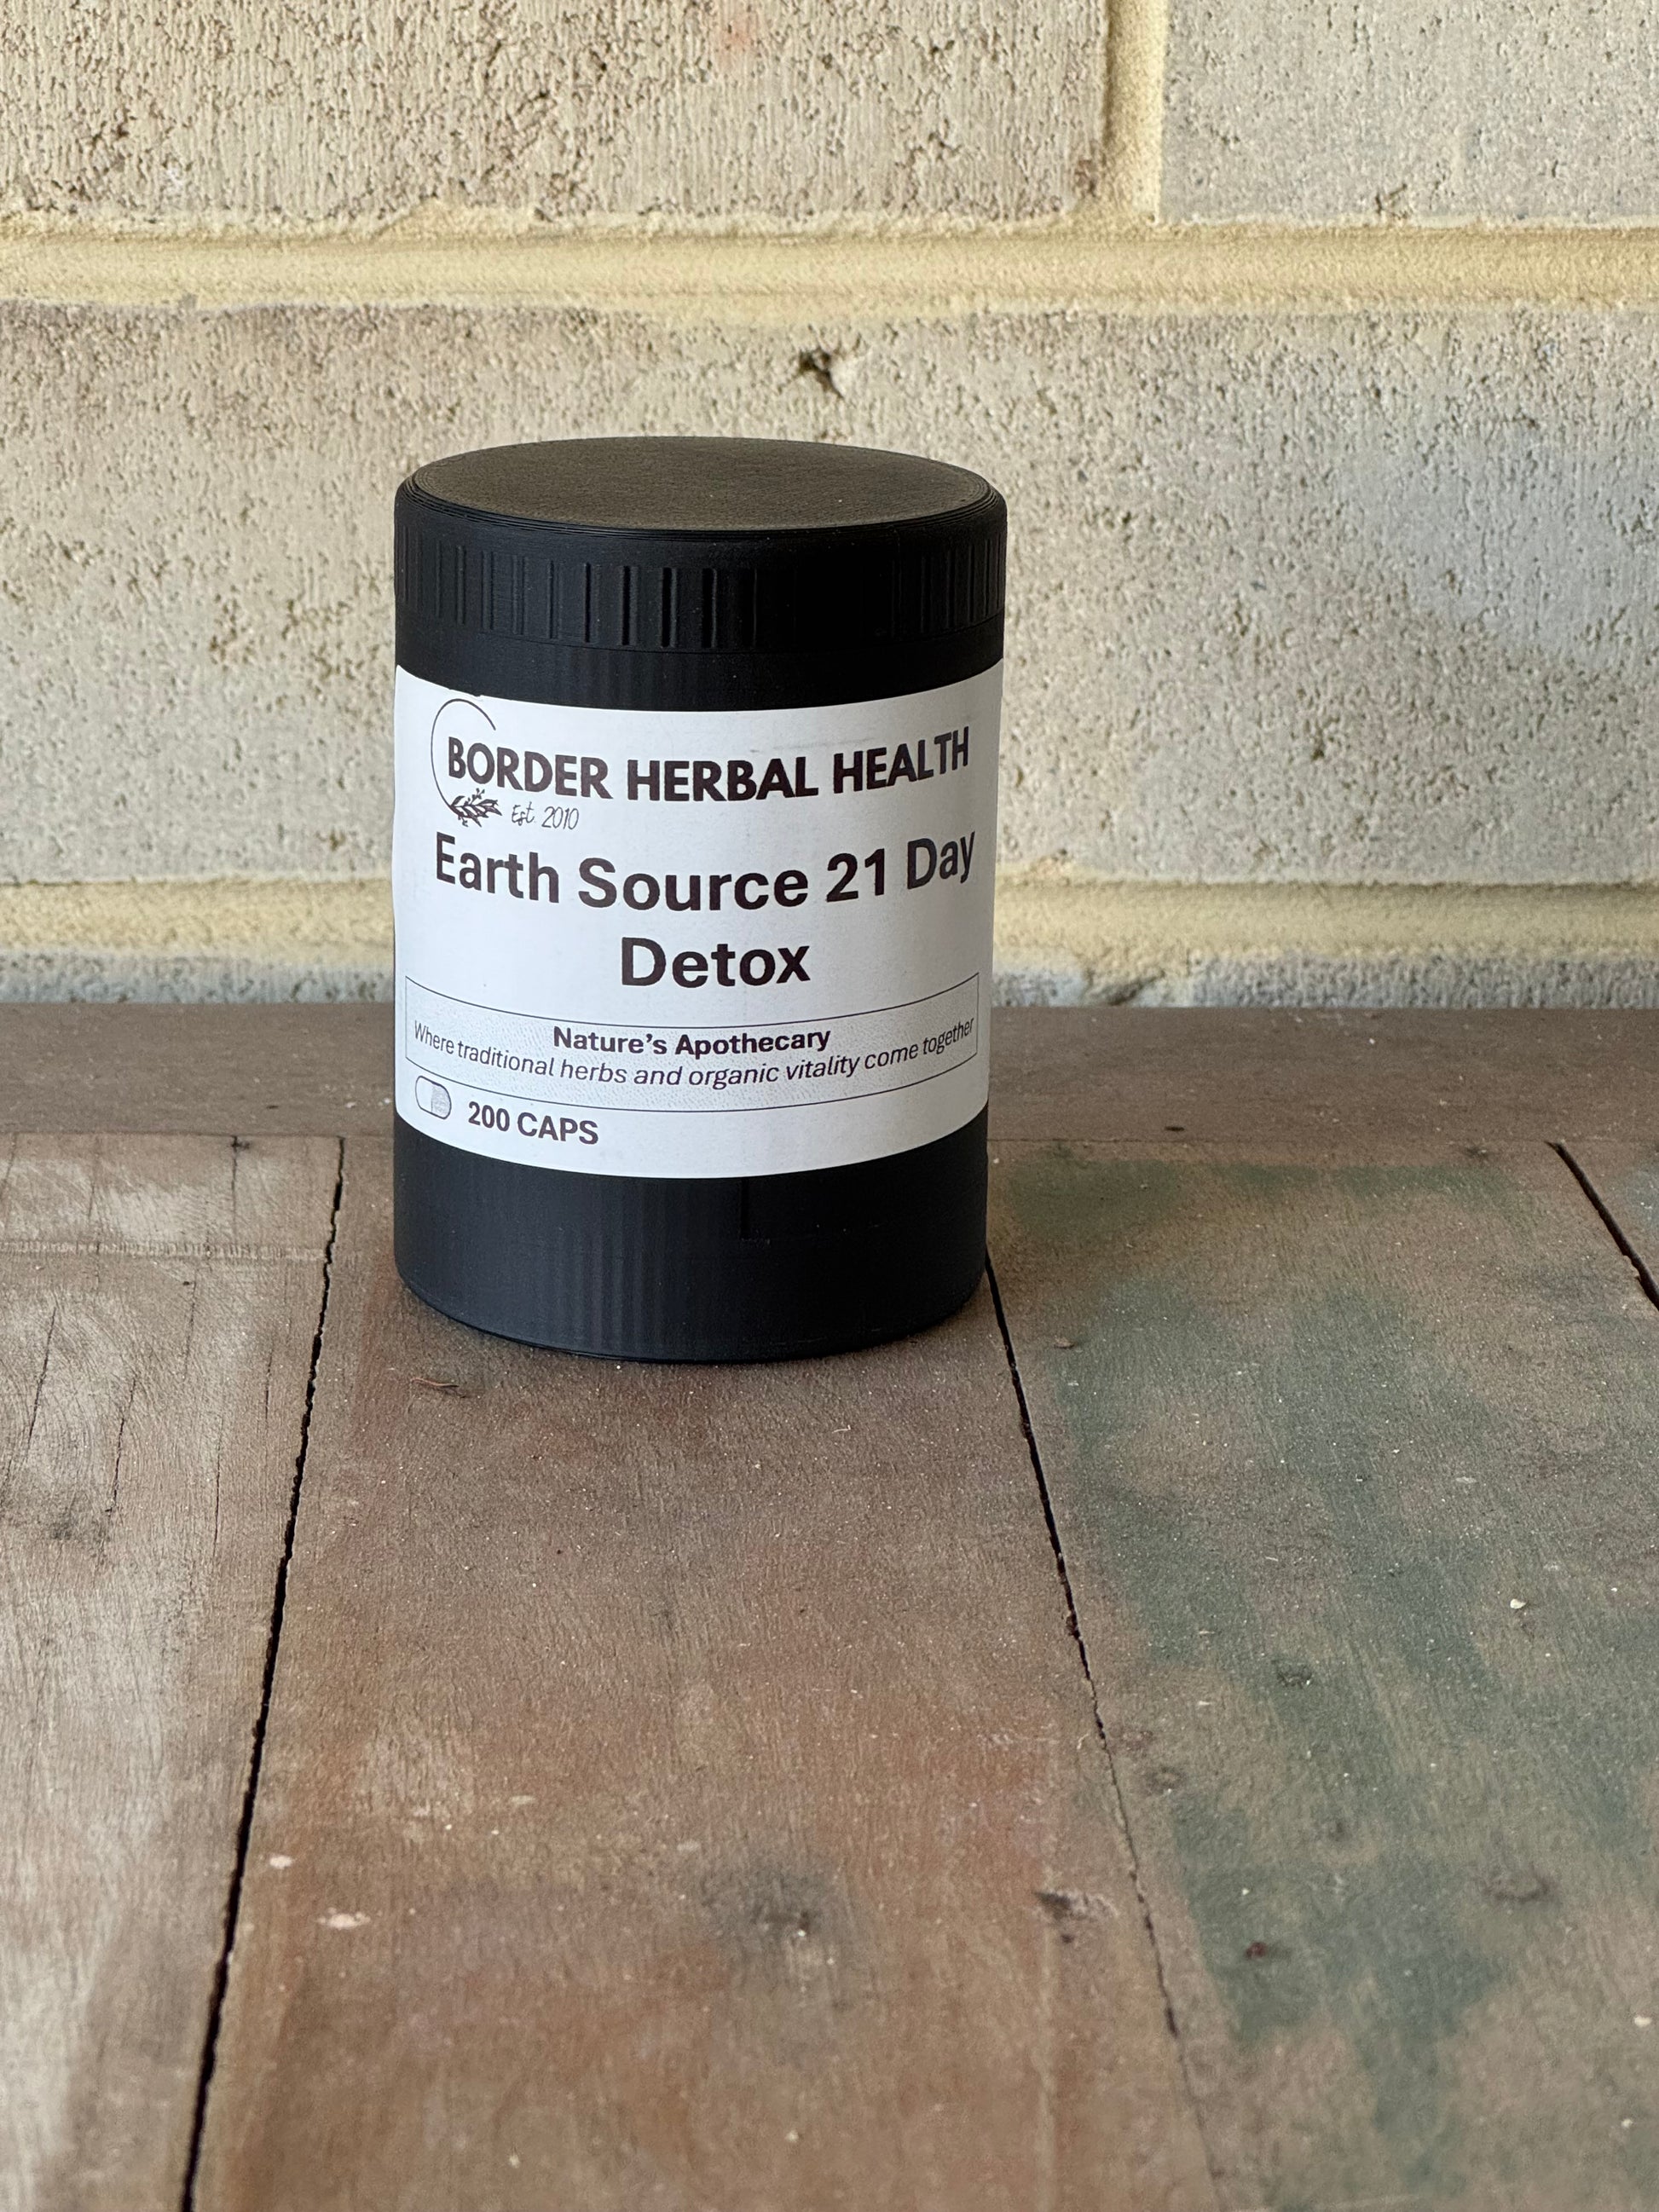 BORDER HERBAL HEALTH
Est. 2010
Earth Source 21 Day
Detox
Nature's Apothecary
Where traditional herbs and organic vitality come together
200 CAPS